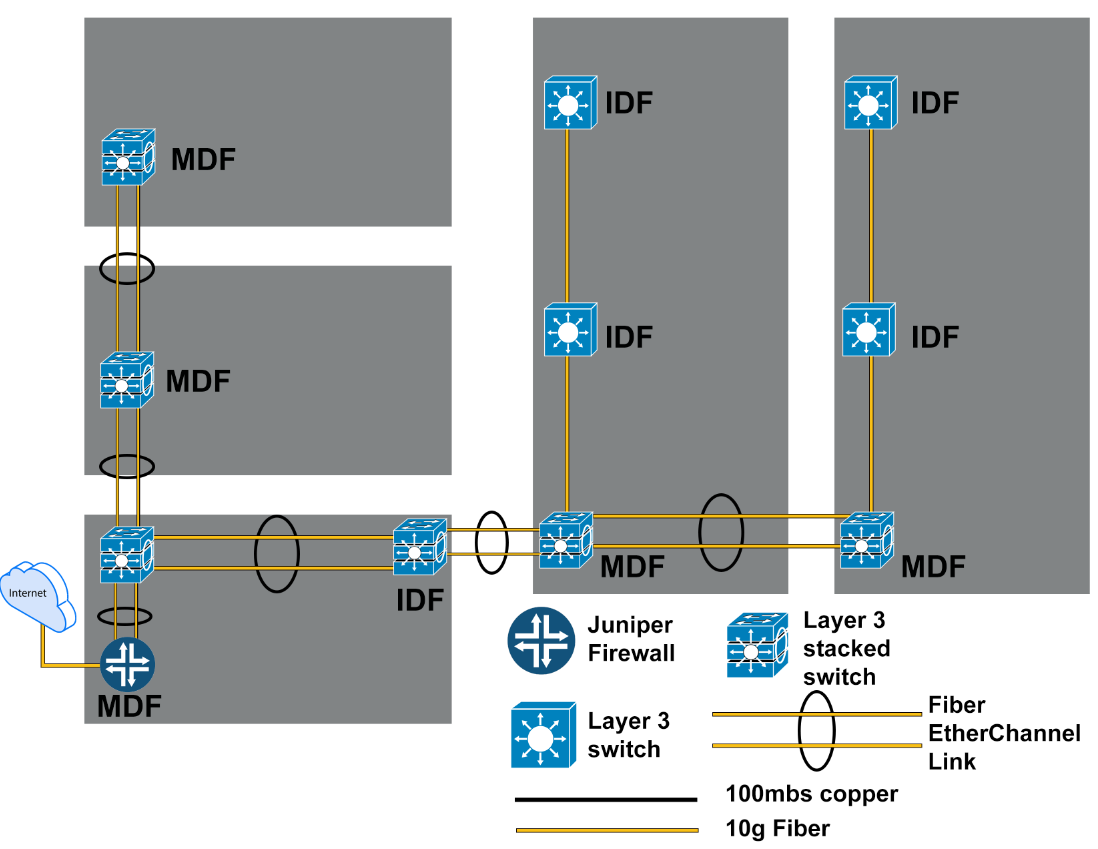 IDF
IDF
MDF
IDF
IDF
MDF
MDF
MDF
IDF
Internet
MDF
Juniper
Firewall
Layer 3
stacked
switch
Layer 3
switch
Fiber
EtherChannel
Link
100mbs copper
10g Fiber